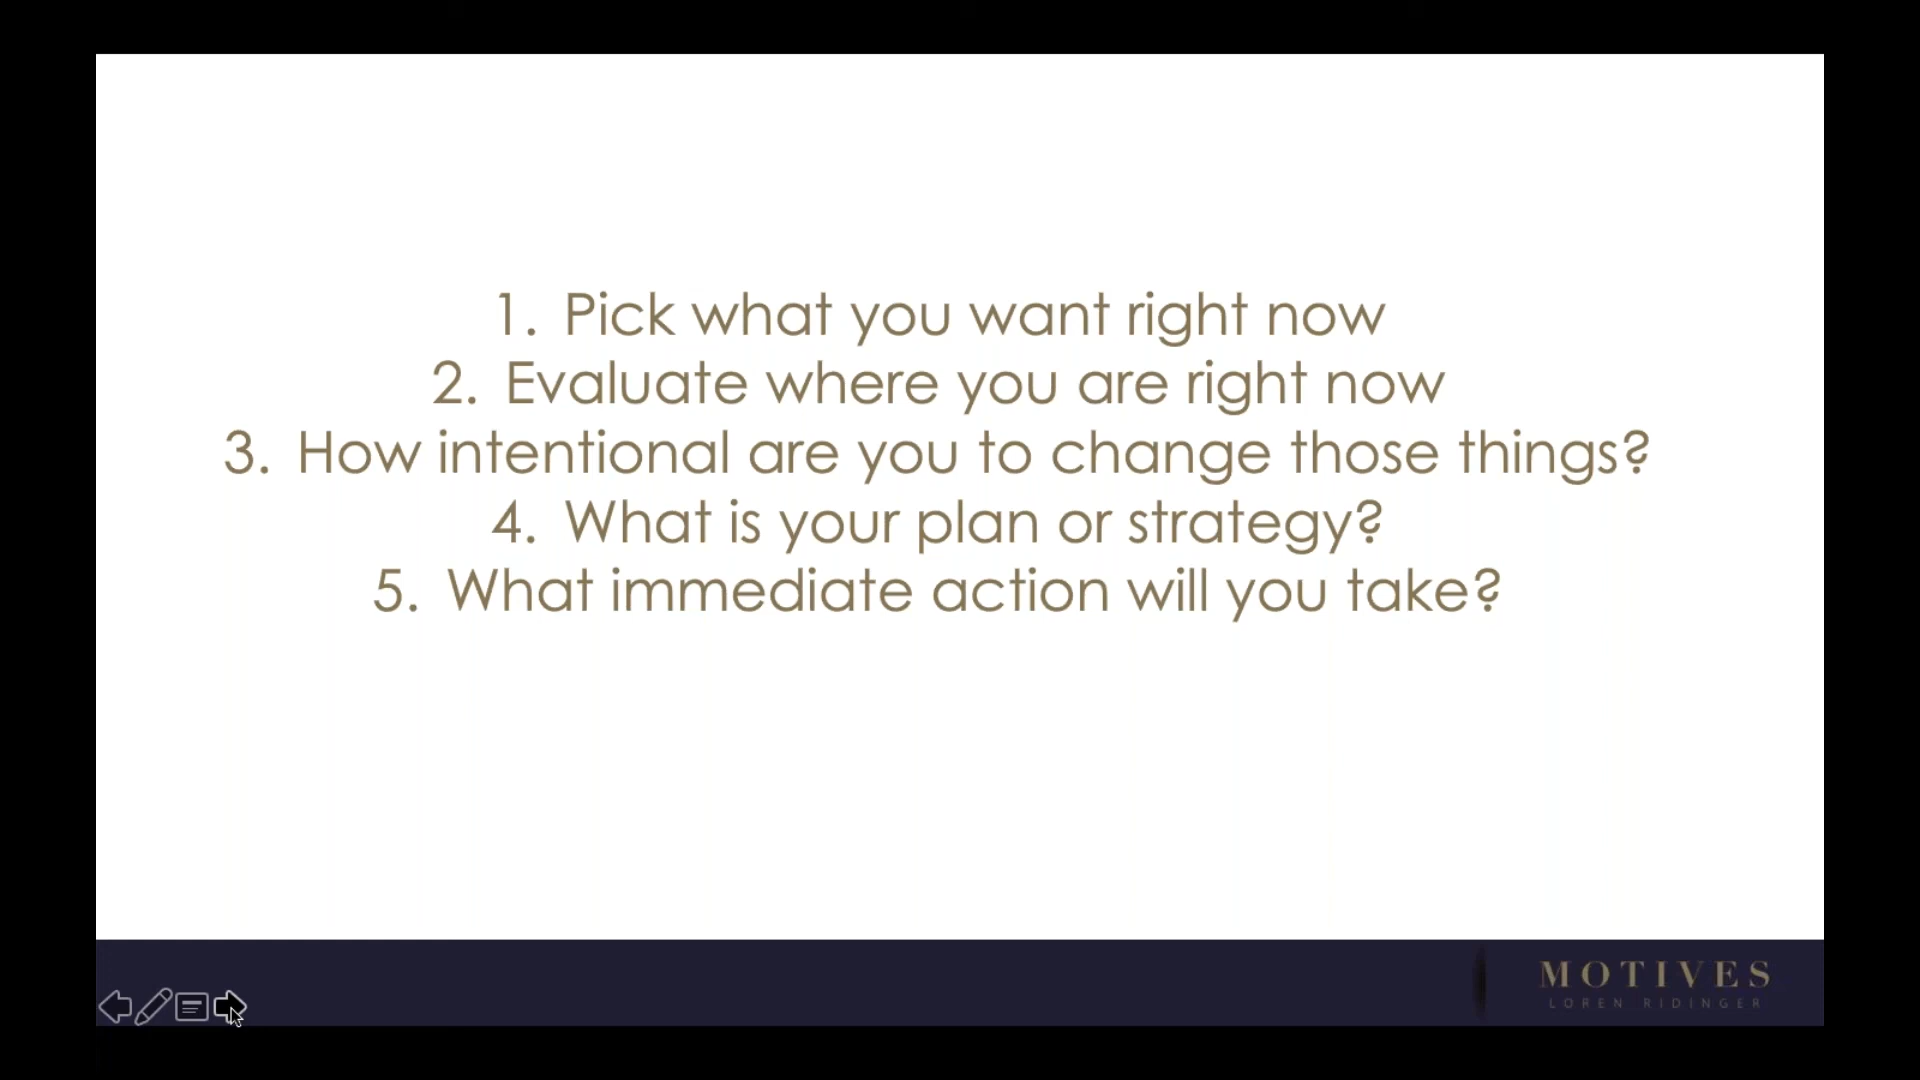 1. Pick what you want right now
2. Evaluate where you are right now
3. How intentional are you to change those things?
4. What is your plan or strategy?
5. What immediate action will you take?
MOTIVES
LOREN RIDINGER